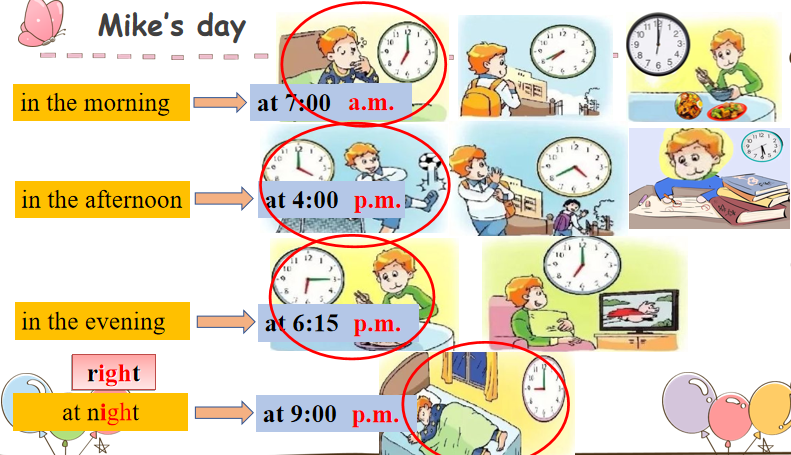 Mike's day
in the morning
at 7:00 a.m.
in the afternoon
at 4:00 p.m.
in the evening
at 6:15 p.m.
right
at night
at 9:00 p.m.